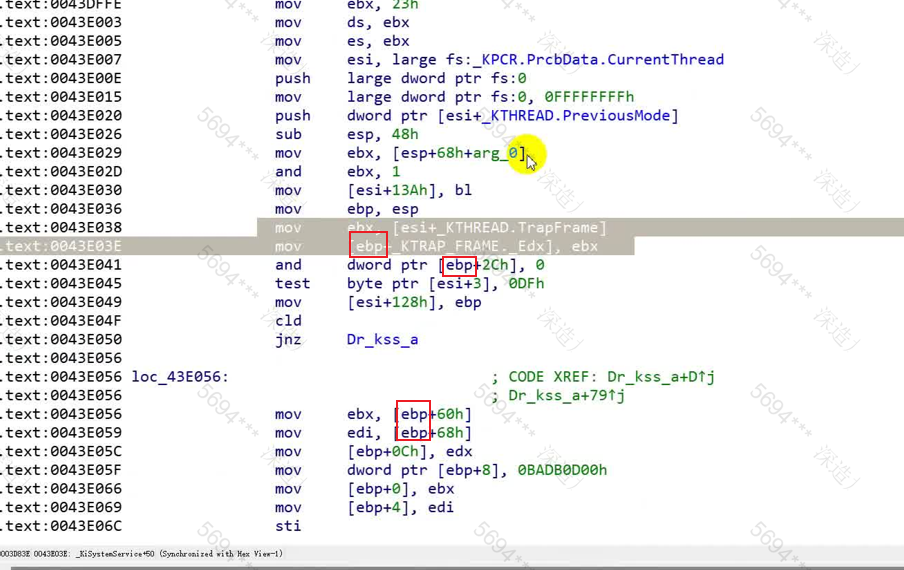 .text:0043DFFE mov ebx, 23h
.text:0043E003 mov ds, ebx
.text:0043E005 mov es, ebx
.text:0043E007 mov esi, large fs:_KPCR.PrcbData.CurrentThread
.text:0043E00E push large dword ptr fs:0
.text:0043E015 mov large dword ptr fs:0, 0FFFFFFFFh
.text:0043E020 push dword ptr [esi+_KTHREAD.PreviousMode]
.text:0043E026 sub esp, 48h
.text:0043E029 mov ebx, [esp+68h+arg_0]
.text:0043E02D and ebx, 1
.text:0043E030 mov [esi+13Ah], bl
.text:0043E036 mov ebp, esp
.text:0043E038 mov ebx, [esi+_KTHREAD.TrapFrame]
.text:0043E03E mov [ebp+_KTRAP_FRAME._Edx], ebx
.text:0043E041 and dword ptr [ebp+2Ch], 0
.text:0043E045 test byte ptr [esi+3], 0DFh
.text:0043E049 mov [esi+128h], ebp
.text:0043E04F cld
.text:0043E050 jnz Dr_kss_a
.text:0043E056
.text:0043E056 loc_43E056: ; CODE XREF: Dr_kss_a+D↑j
.text:0043E056 ; Dr_kss_a+79↑j
.text:0043E056 mov ebx, [ebp+60h]
.text:0043E059 mov edi, [ebp+68h]
.text:0043E05C mov [ebp+0Ch], edx
.text:0043E05F mov dword ptr [ebp+8], 0BADB0D00h
.text:0043E066 mov [ebp+0], ebx
.text:0043E069 mov [ebp+4], edi
.text:0043E06C sti
0003D83E 0043E03E: _KiSystemService+50 (Synchronized with Hex View-1)
5694***
深造